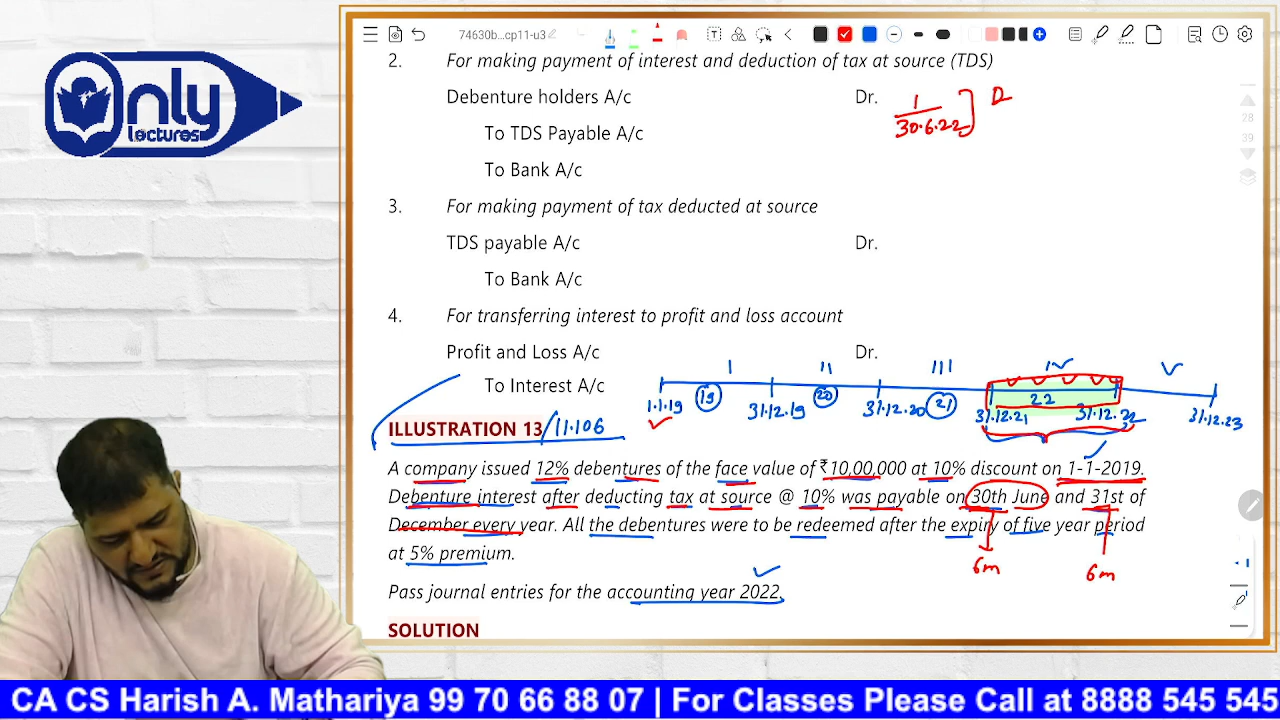 Only
lectures
74630b...cp11-u3
2. For making payment of interest and deduction of tax at source (TDS)
Debenture holders A/c Dr. 1
30.6.22
To TDS Payable A/c
To Bank A/c
3. For making payment of tax deducted at source
TDS payable A/c Dr.
To Bank A/c
4. For transferring interest to profit and loss account
Profit and Loss A/c Dr.
I II III IV V
To Interest A/c
19 20 21 22
1.1.19 31.12.19 31.12.20 31.12.21 31.12.22 31.12.23
ILLUSTRATION 13/11.106
A company issued 12% debentures of the face value of ₹10,00,000 at 10% discount on 1-1-2019.
Debenture interest after deducting tax at source @ 10% was payable on 30th June and 31st of
December every year. All the debentures were to be redeemed after the expiry of five year period
at 5% premium.
6m 6m
Pass journal entries for the accounting year 2022.
SOLUTION
28
39
CA CS Harish A. Mathariya 99 70 66 88 07 | For Classes Please Call at 8888 545 545